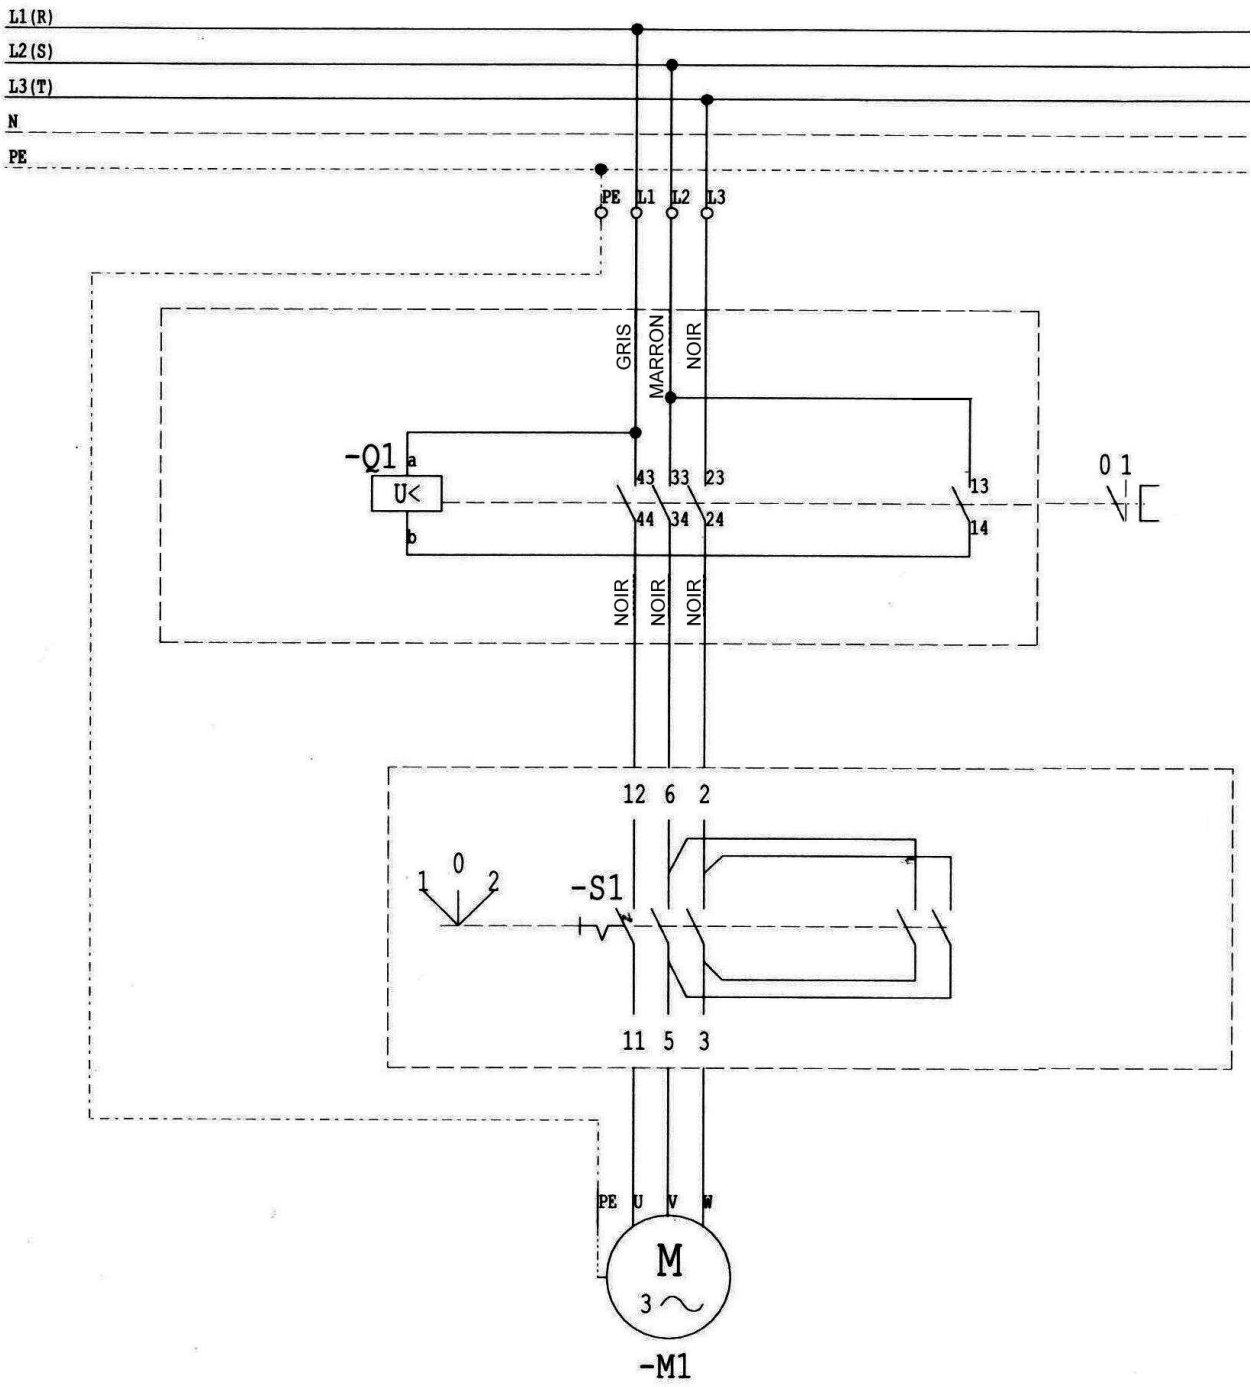 L1(R)
L2(S)
L3(T)
N
PE
PE L1 L2 L3
GRIS
MARRON
NOIR
-Q1
a
U<
b
43 33 23
44 34 24
13
14
0 1
NOIR
NOIR
NOIR
12 6 2
1 0 2
-S1
11 5 3
PE U V W
M
3
-M1